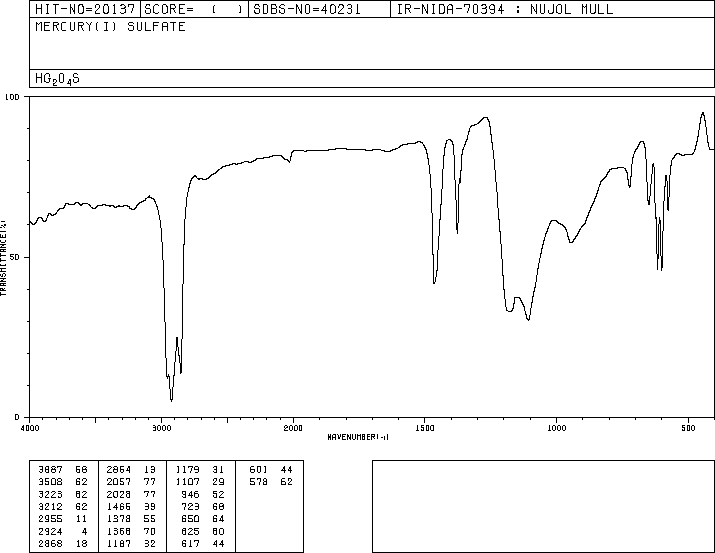 HIT-NO=20137 SCORE= ( ) SDBS-NO=40231 IR-NIDA-70394 : NUJOL MULL
MERCURY(I) SULFATE
HG2O4S
100
50
0
TRANSMITTANCE(%)
4000 3000 2000 1500 1000 500
WAVENUMBER(-1)
3887 58 2854 13 1179 31 601 44
3508 62 2057 77 1107 29 578 62
3223 62 2028 77 946 52
3212 62 1465 39 723 68
2955 11 1378 55 650 64
2924 4 1368 70 625 80
2868 18 1187 32 617 44